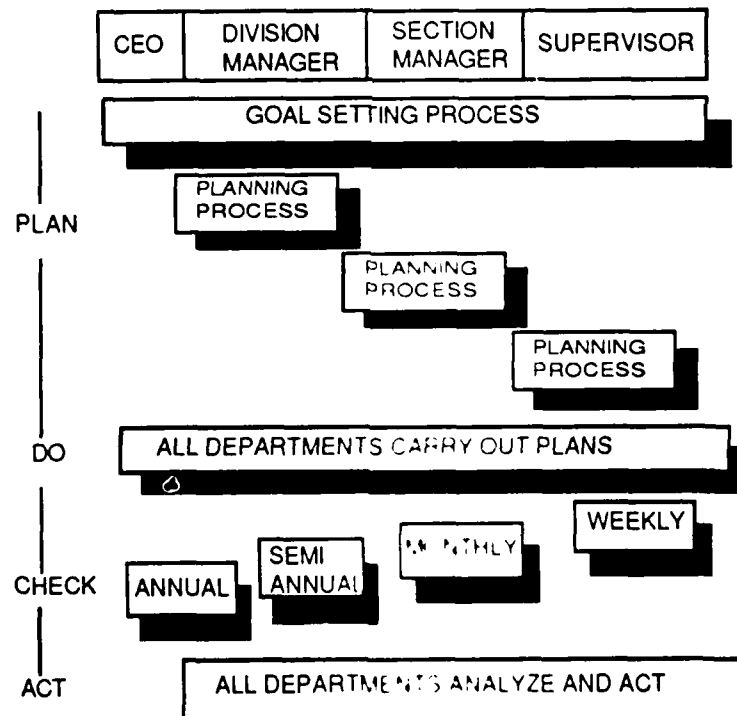 CEO
DIVISION
MANAGER
SECTION
MANAGER
SUPERVISOR
GOAL SETTING PROCESS
PLANNING
PROCESS
PLAN
PLANNING
PROCESS
PLANNING
PROCESS
DO
ALL DEPARTMENTS CARRY OUT PLANS
WEEKLY
MONTHLY
SEMI
ANNUAL
CHECK
ANNUAL
ACT
ALL DEPARTMENTS ANALYZE AND ACT